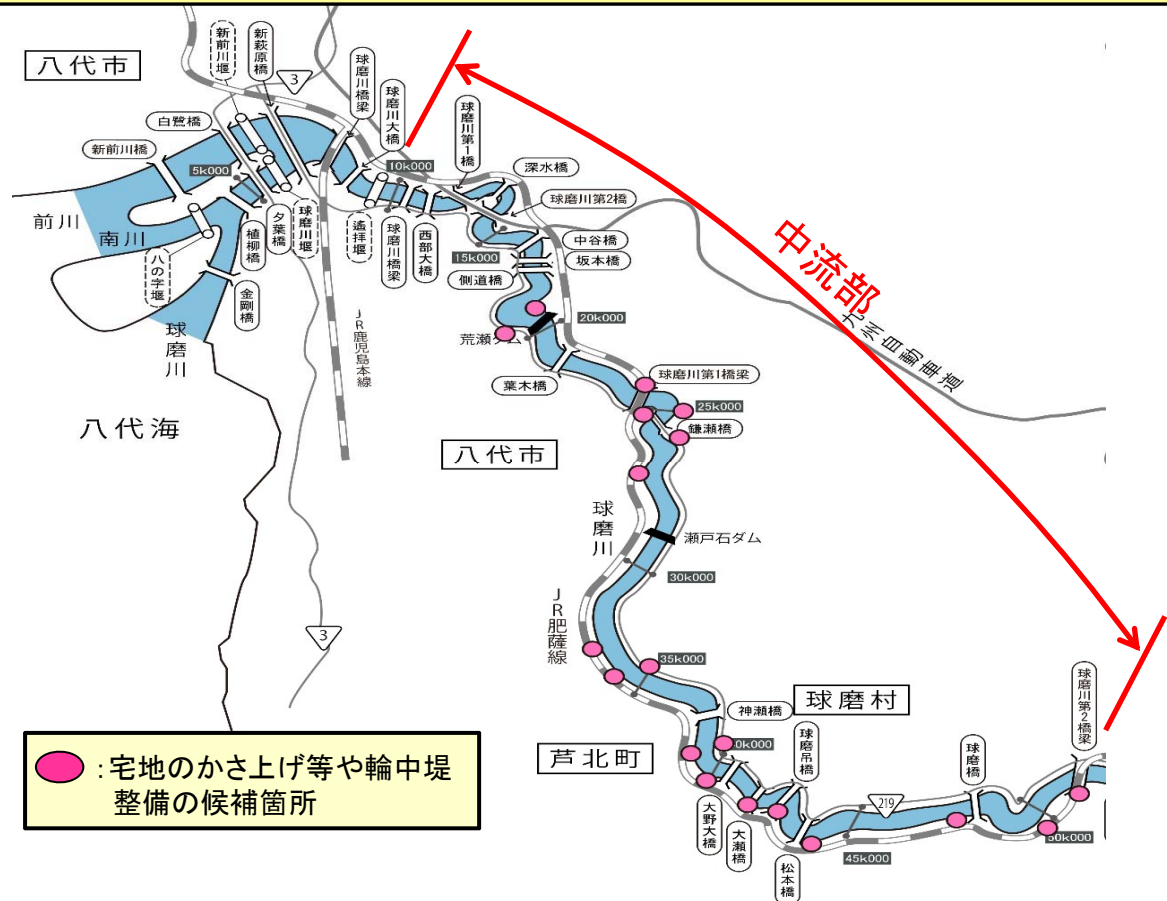 八代市
新前川堰
新萩原橋
3
球磨川橋梁
球磨川大橋
球磨川第1橋
白鷺橋
新前川橋
5k000
10k000
深水橋
球磨川第2橋
前川
南川
八の字堰
植柳橋
夕葉橋
球磨川堰
遙拝堰
球磨川橋梁
西部大橋
15k000
中谷橋
坂本橋
側道橋
金剛橋
球磨川
JR鹿児島本線
荒瀬ダム
20k000
中流部
九州自動車道
葉木橋
球磨川第1橋梁
25k000
鎌瀬橋
八代海
八代市
球磨川
瀬戸石ダム
30k000
JR肥薩線
3
35k000
神瀬橋
球磨村
球磨川第2橋梁
芦北町
40k000
球磨吊橋
球磨橋
219
大野大橋
大瀬橋
松本橋
45k000
50k000
:宅地のかさ上げ等や輪中堤
整備の候補箇所